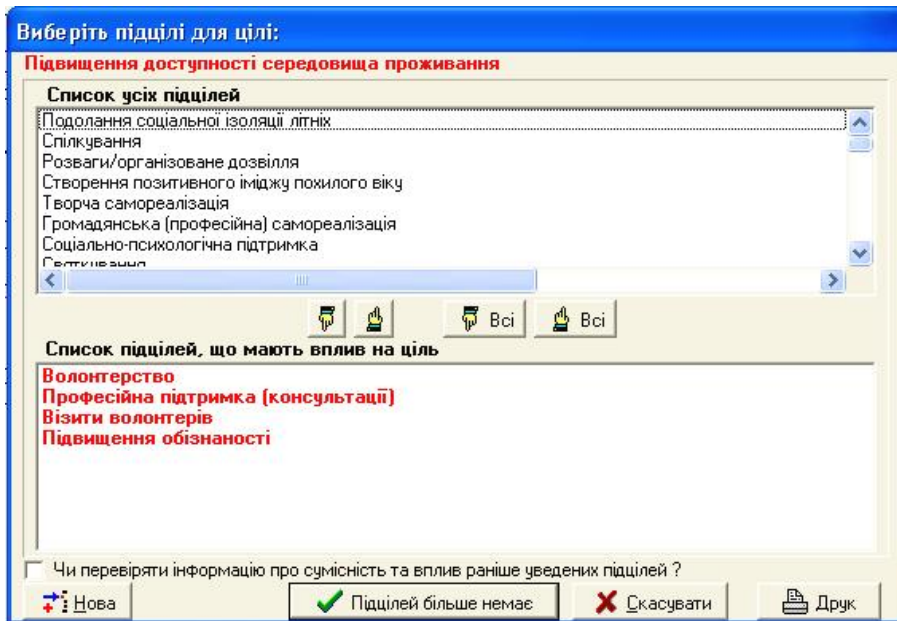 Виберіть підцілі для цілі:
Підвищення доступності середовища проживання
Список усіх підцілей
Подолання соціальної ізоляції літніх
Спілкування
Розваги/організоване дозвілля
Створення позитивного іміджу похилого віку
Творча самореалізація
Громадянська (професійна) самореалізація
Соціально-психологічна підтримка
Святкування
Всі Всі
Список підцілей, що мають вплив на ціль
Волонтерство
Професійна підтримка (консультації)
Візити волонтерів
Підвищення обізнаності
Чи перевіряти інформацію про сумісність та вплив раніше уведених підцілей ?
Нова Підцілей більше немає Скасувати Друк